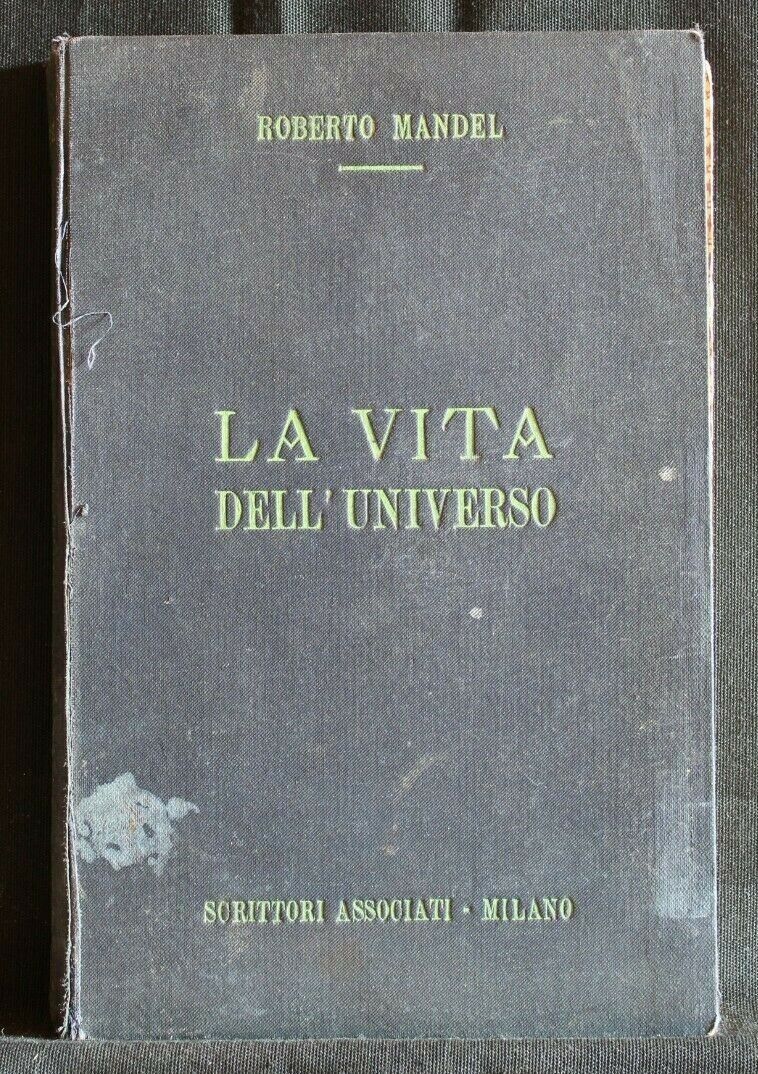 ROBERTO MANDEL
LA VITA
DELL'UNIVERSO
SCRITTORI ASSOCIATI - MILANO